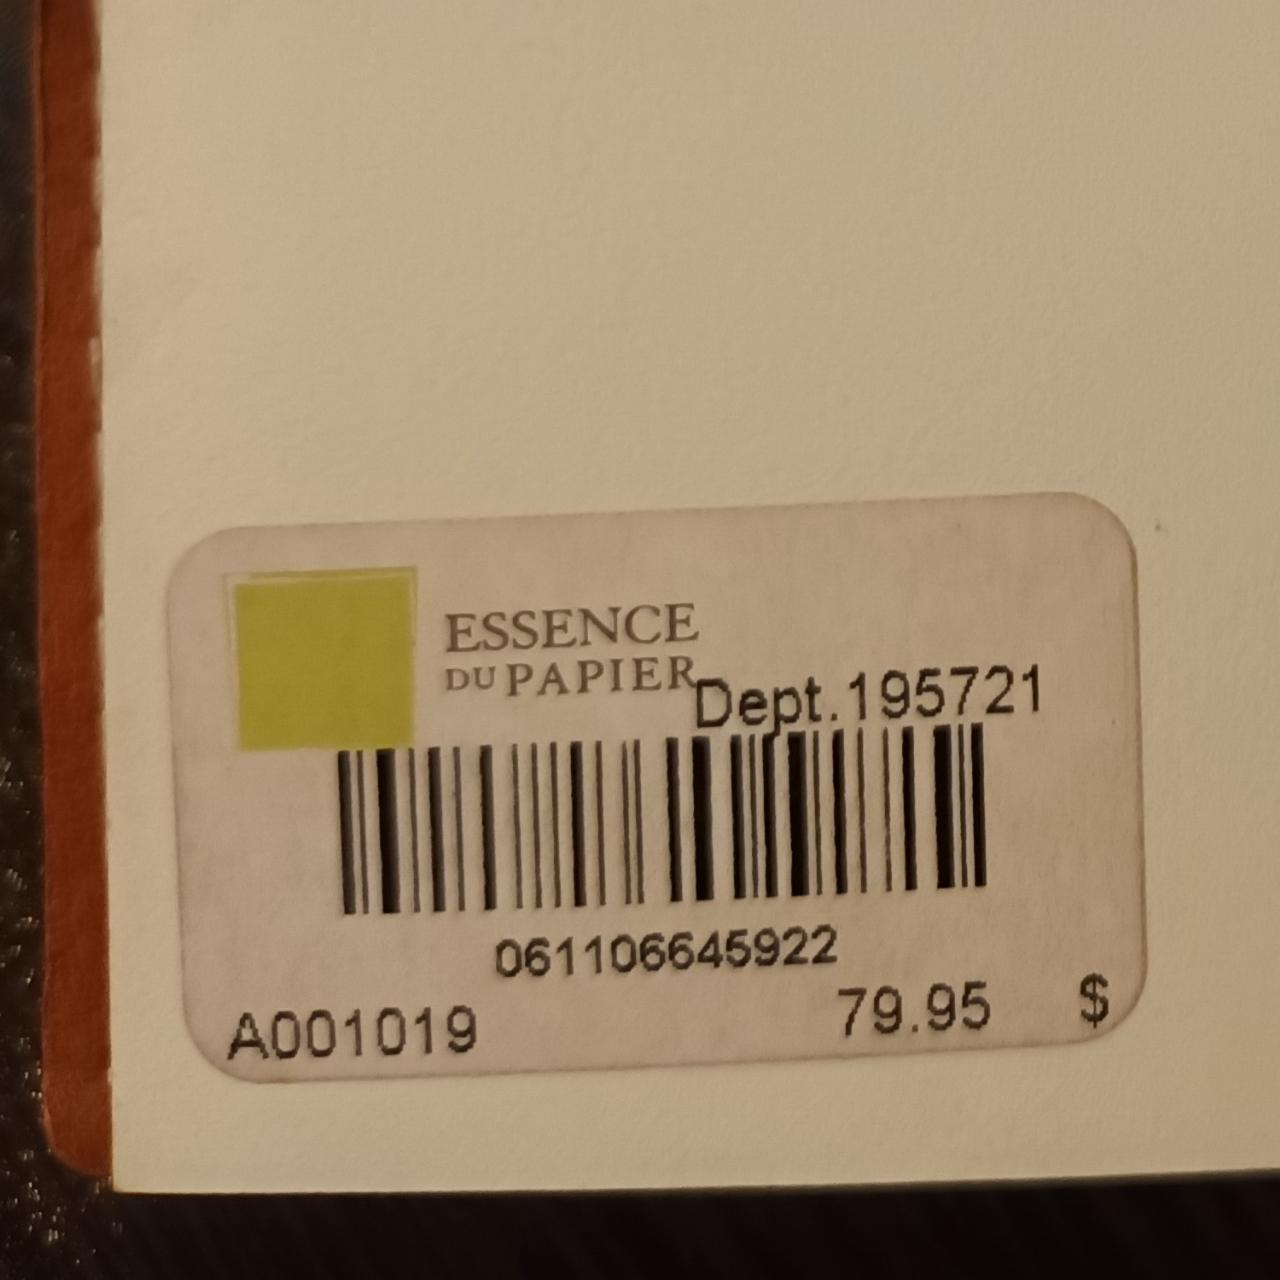 ESSENCE
DU PAPIER
Dept.195721
061106645922
A001019 79.95 $